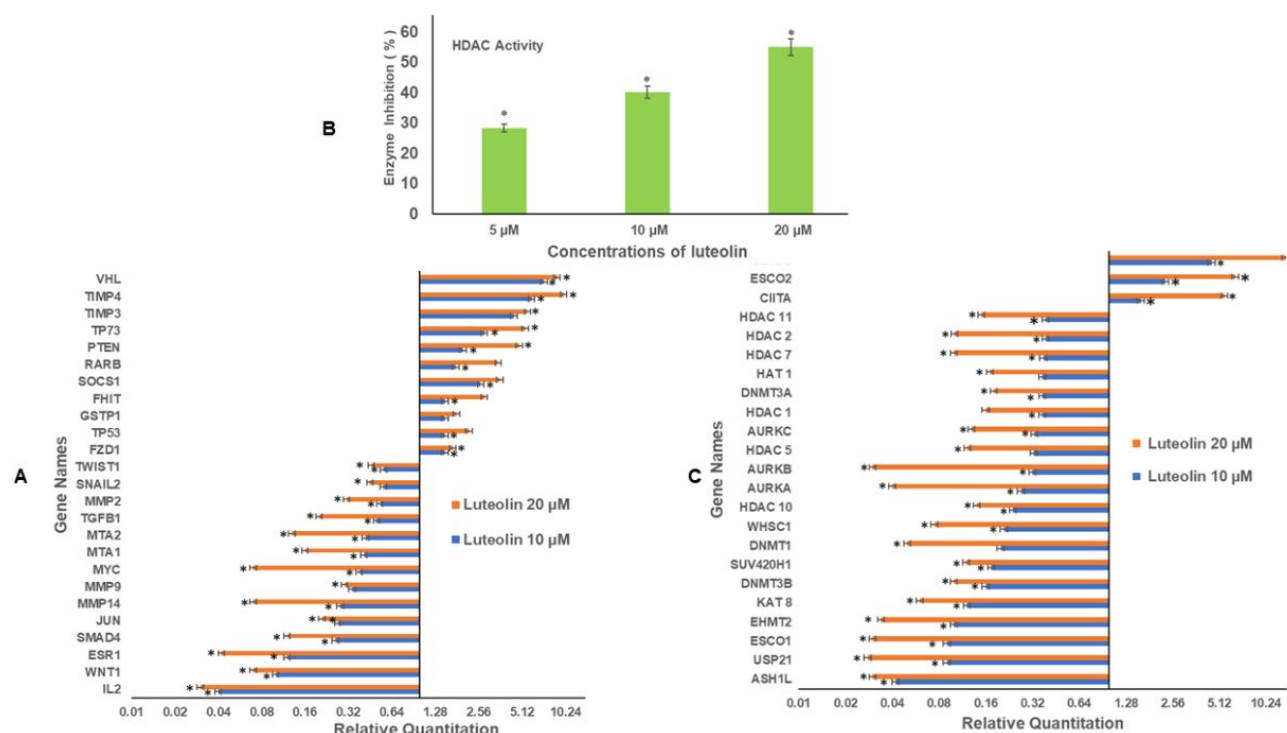 B
HDAC Activity
Enzyme Inhibition ( % )
60
50
40
30
20
10
0
*
*
*
5 µM
10 µM
20 µM
Concentrations of luteolin
A
Gene Names
VHL
TIMP4
TIMP3
TP73
PTEN
RARB
SOCS1
FHIT
GSTP1
TP53
FZD1
TWIST1
SNAIL2
MMP2
TGFB1
MTA2
MTA1
MYC
MMP9
MMP14
JUN
SMAD4
ESR1
WNT1
IL2
Luteolin 20 µM
Luteolin 10 µM
0.01 0.02 0.04 0.08 0.16 0.32 0.64 1.28 2.56 5.12 10.24
Relative Quantitation
C
Gene Names
ESCO2
CIITA
HDAC 11
HDAC 2
HDAC 7
HAT 1
DNMT3A
HDAC 1
AURKC
HDAC 5
AURKB
AURKA
HDAC 10
WHSC1
DNMT1
SUV420H1
DNMT3B
KAT 8
EHMT2
ESCO1
USP21
ASH1L
Luteolin 20 µM
Luteolin 10 µM
0.01 0.02 0.04 0.08 0.16 0.32 0.64 1.28 2.56 5.12 10.24
Relative Quantitation